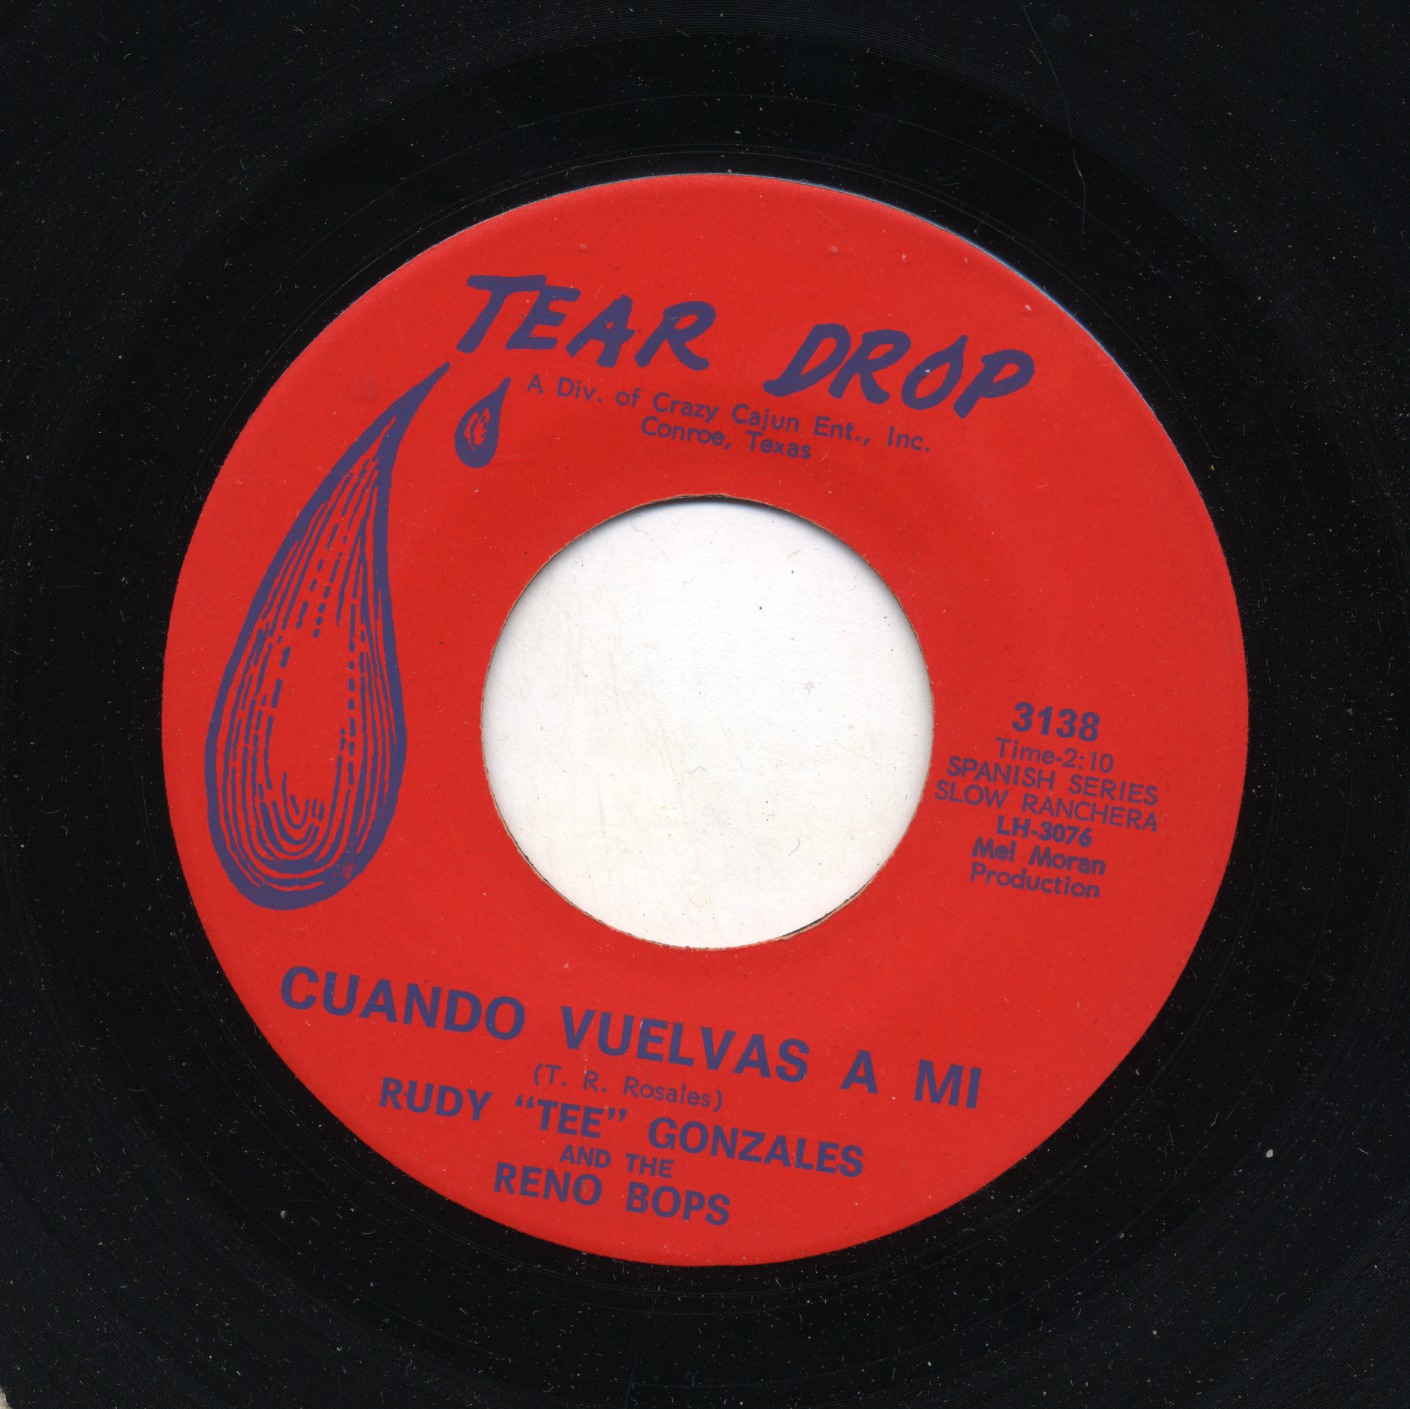 TEAR DROP
A Div. of Crazy Cajun Ent., Inc.
Conroe, Texas
3138
Time-2:10
SPANISH SERIES
SLOW RANCHERA
LH-3076
Mel Moran
Production
CUANDO VUELVAS A MI
(T. R. Rosales)
RUDY "TEE" GONZALES
AND THE
RENO BOPS